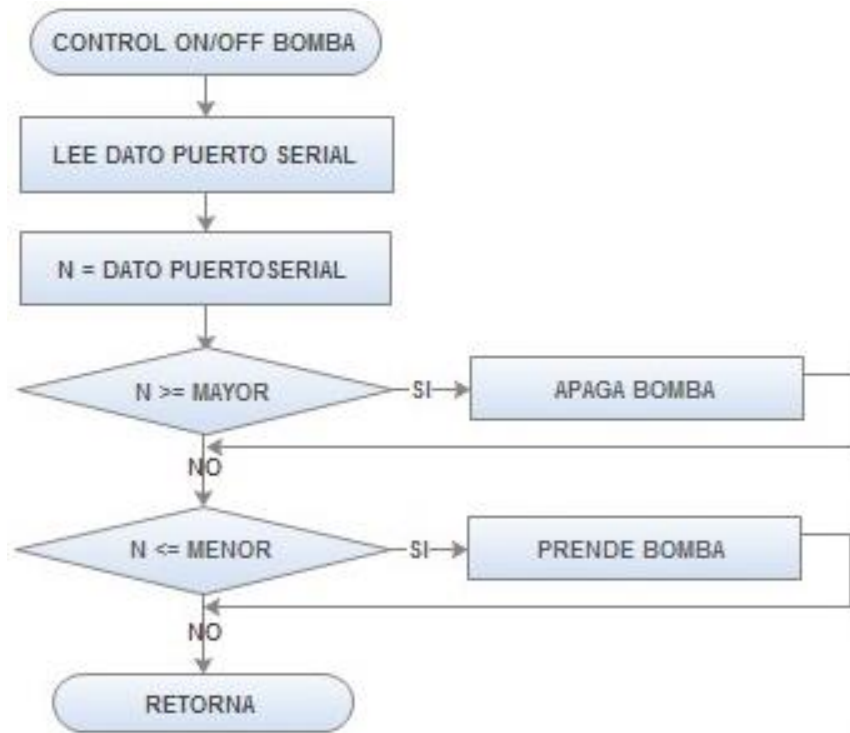 CONTROL ON/OFF BOMBA
LEE DATO PUERTO SERIAL
N = DATO PUERTOSERIAL
N >= MAYOR
SI
APAGA BOMBA
NO
N <= MENOR
SI
PRENDE BOMBA
NO
RETORNA